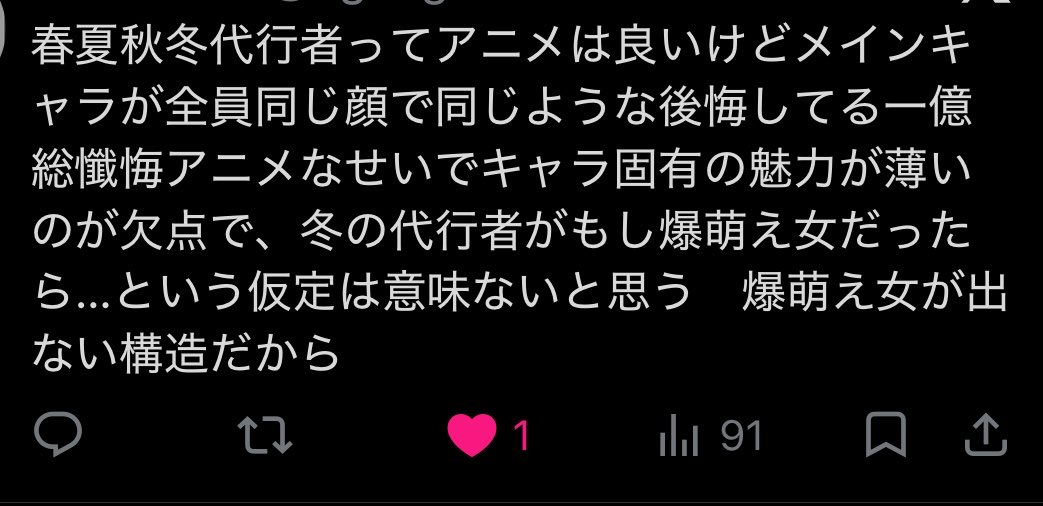 春夏秋冬代行者ってアニメは良いけどメインキ
ャラが全員同じ顔で同じような後悔してる一億
総懺悔アニメなせいでキャラ固有の魅力が薄い
のが欠点で、冬の代行者がもし爆萌え女だった
ら…という仮定は意味ないと思う　爆萌え女が出
ない構造だから
1 91